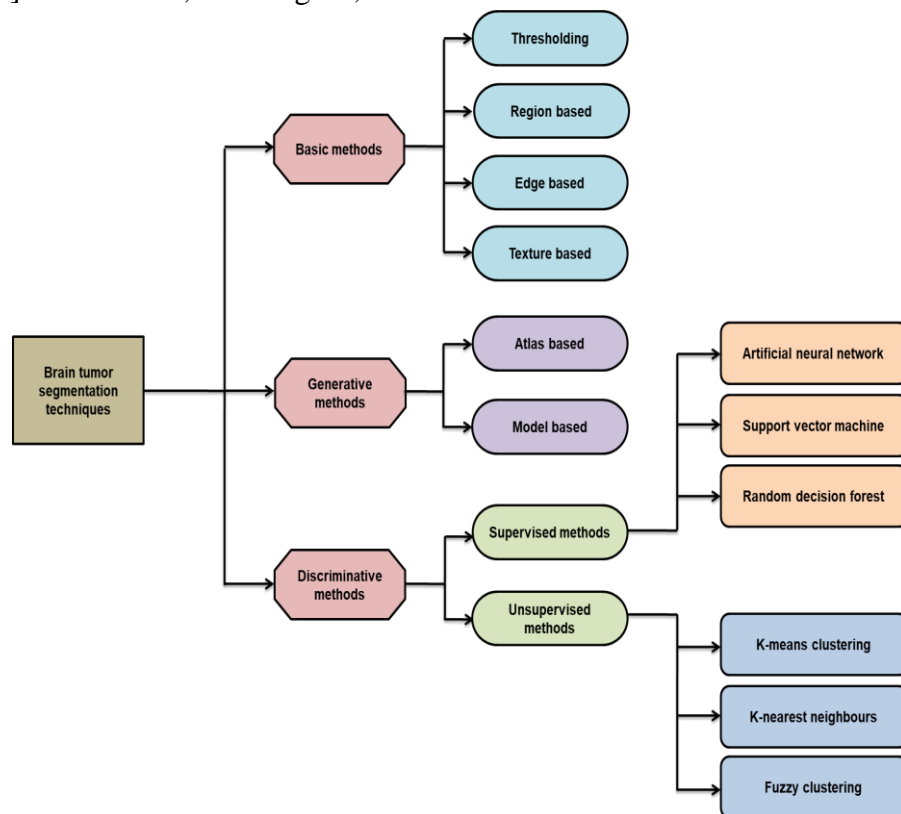 Thresholding
Region based
Basic methods
Edge based
Texture based
Brain tumor
segmentation
techniques
Atlas based
Generative
methods
Model based
Artificial neural network
Support vector machine
Random decision forest
Supervised methods
Discriminative
methods
Unsupervised
methods
K-means clustering
K-nearest neighbours
Fuzzy clustering